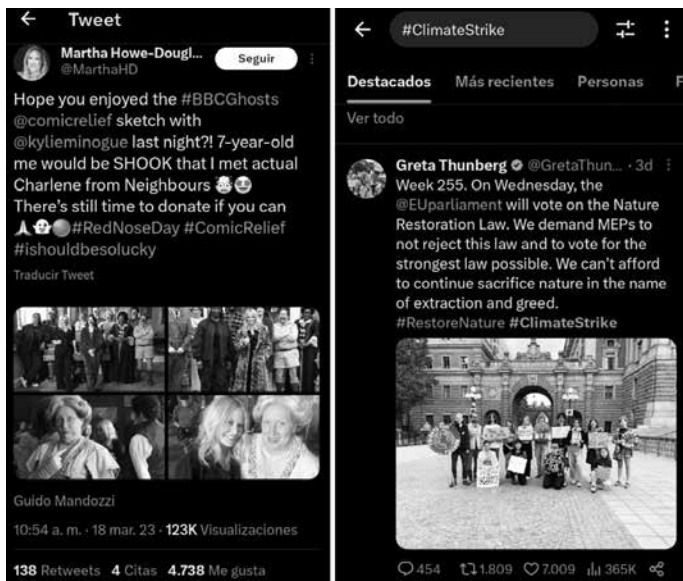 Tweet
Martha Howe-Dougl...
@MarthaHD
Seguir
Hope you enjoyed the #BBCGhosts
@comicrelief sketch with
@kylieminogue last night?! 7-year-old
me would be SHOOK that I met actual
Charlene from Neighbours
There's still time to donate if you can
#RedNoseDay #ComicRelief
#ishouldbesolucky
Traducir Tweet
Guido Mandozzi
10:54 a. m. · 18 mar. 23 · 123K Visualizaciones
138 Retweets 4 Citas 4.738 Me gusta
#ClimateStrike
Destacados Más recientes Personas F
Ver todo
Greta Thunberg @GretaThun... · 3d
Week 255. On Wednesday, the
@EUparliament will vote on the Nature
Restoration Law. We demand MEPs to
not reject this law and to vote for the
strongest law possible. We can't afford
to continue sacrifice nature in the name
of extraction and greed.
#RestoreNature #ClimateStrike
454 1.809 7.009 365K